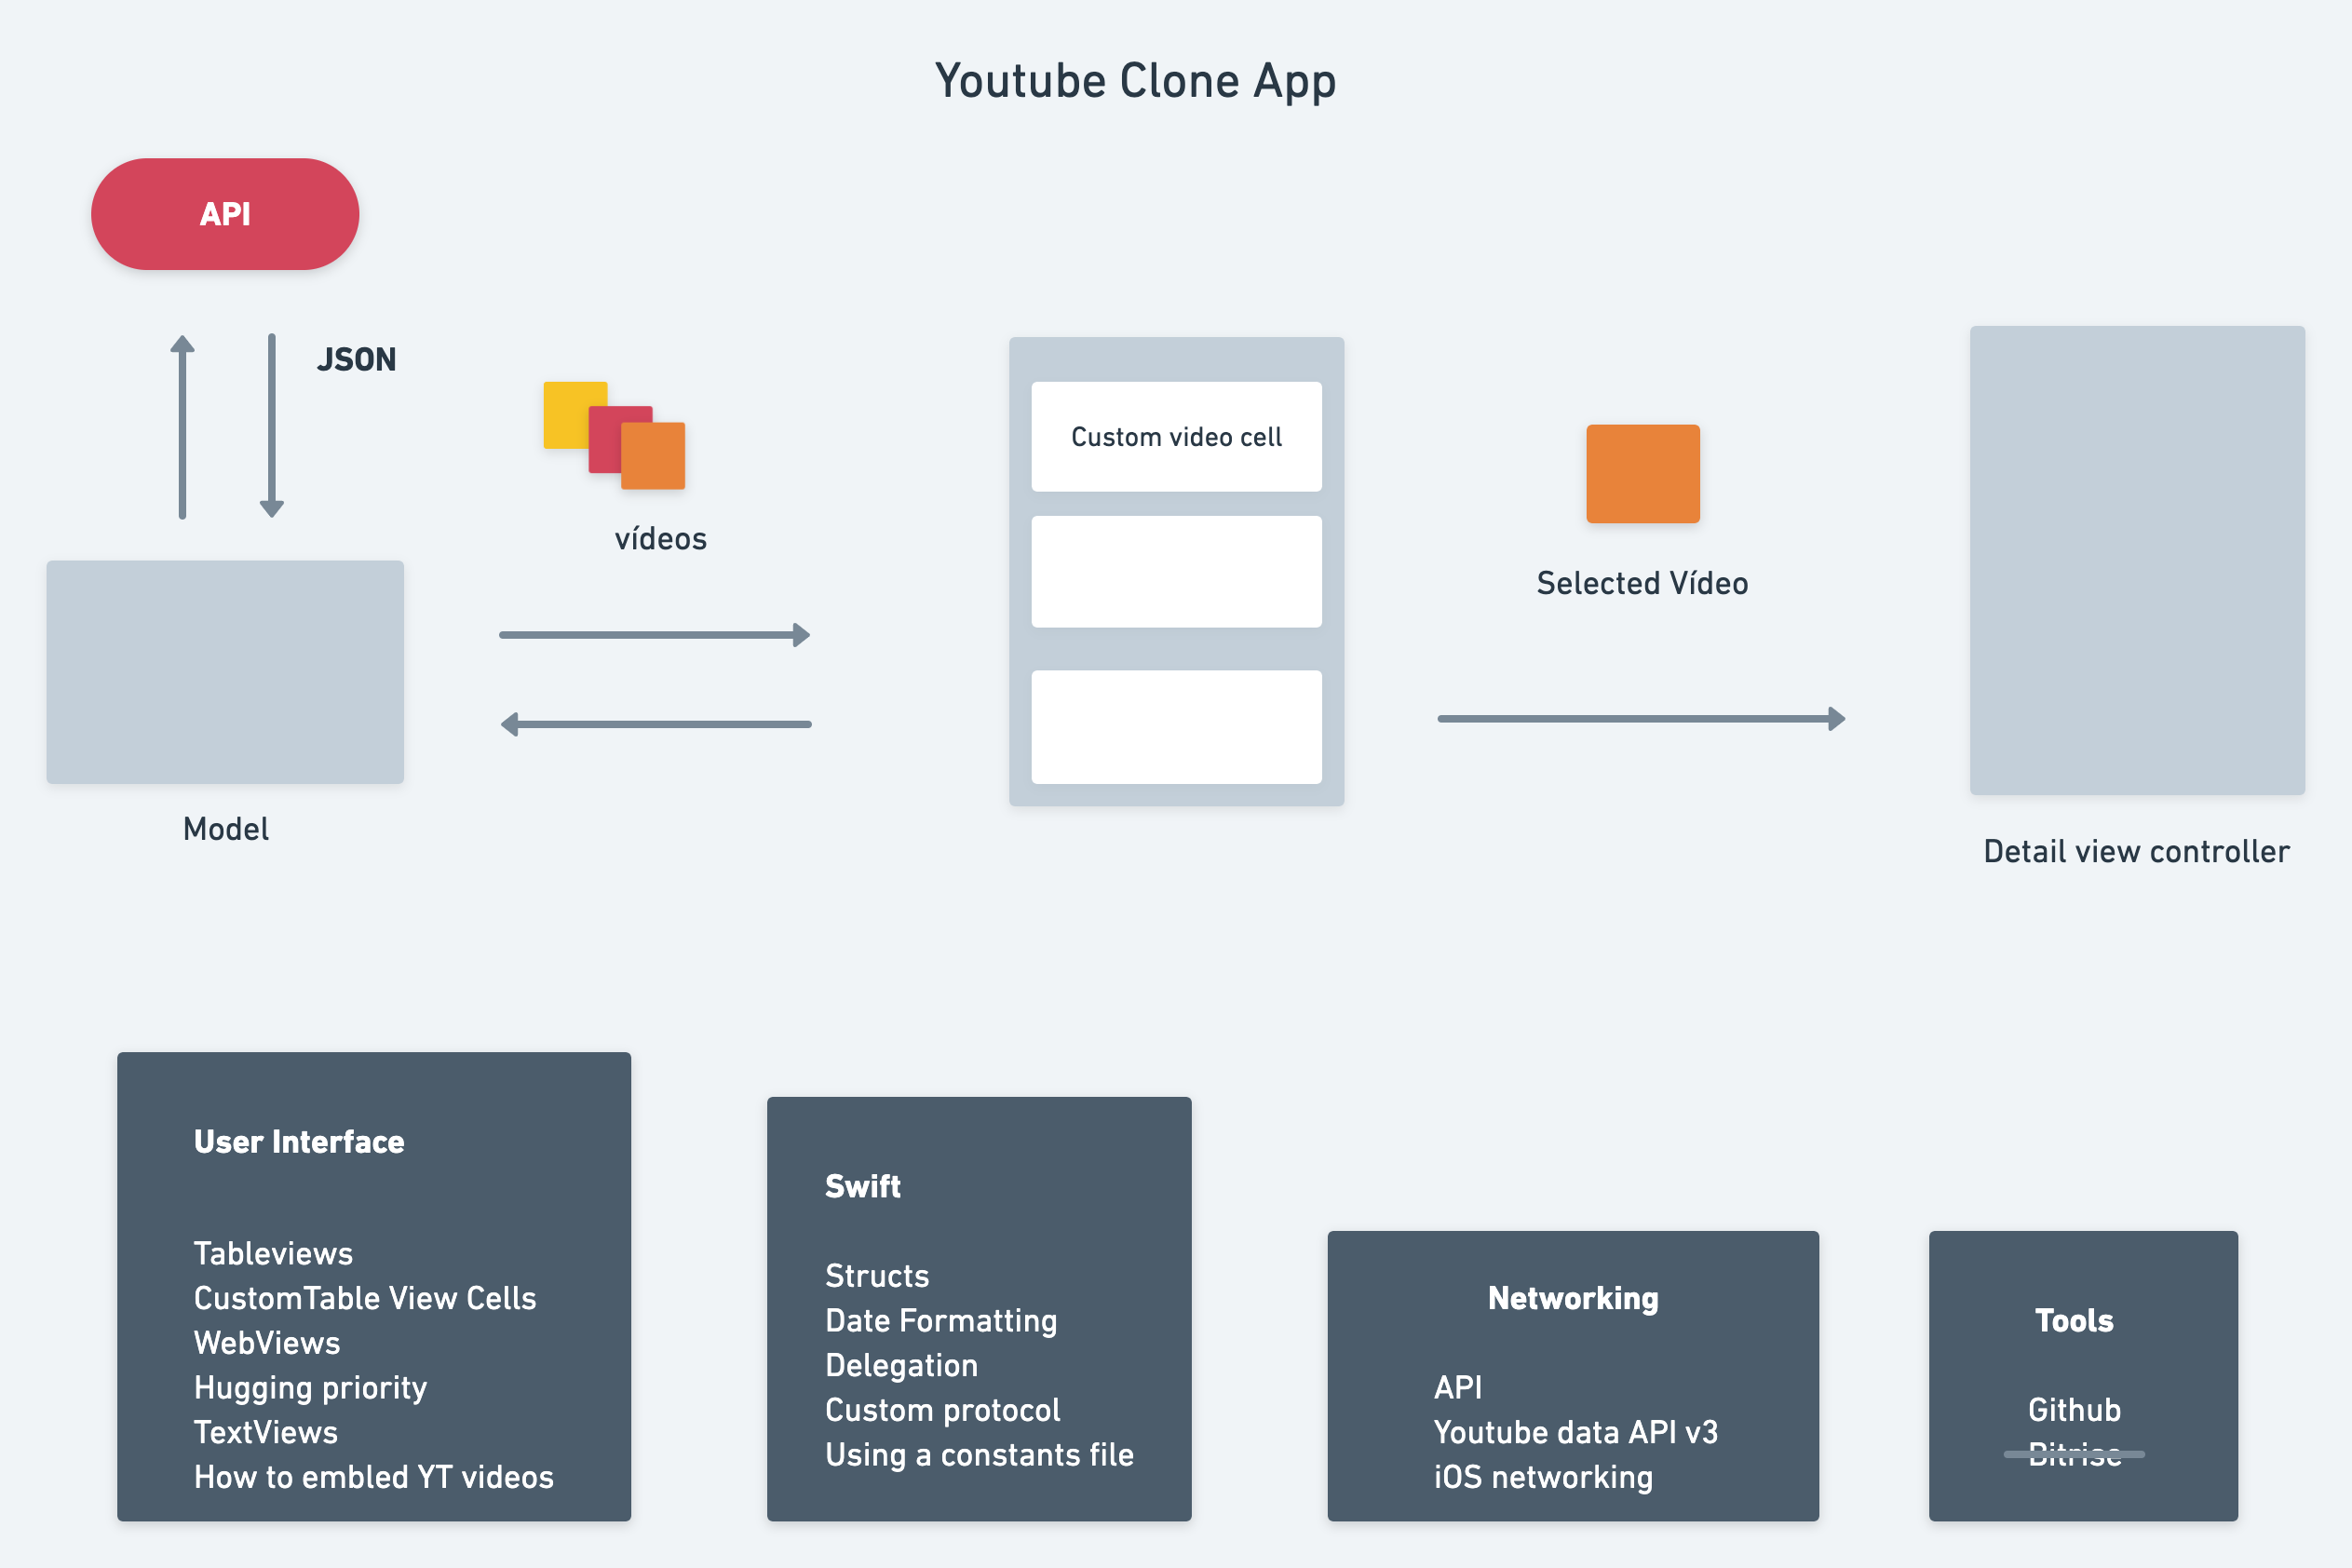 Youtube Clone App
API
JSON
vídeos
Custom video cell
Selected Vídeo
Model
Detail view controller
User Interface
Tableviews
CustomTable View Cells
WebViews
Hugging priority
TextViews
How to embled YT videos
Swift
Structs
Date Formatting
Delegation
Custom protocol
Using a constants file
Networking
API
Youtube data API v3
iOS networking
Tools
Github
Bitrise